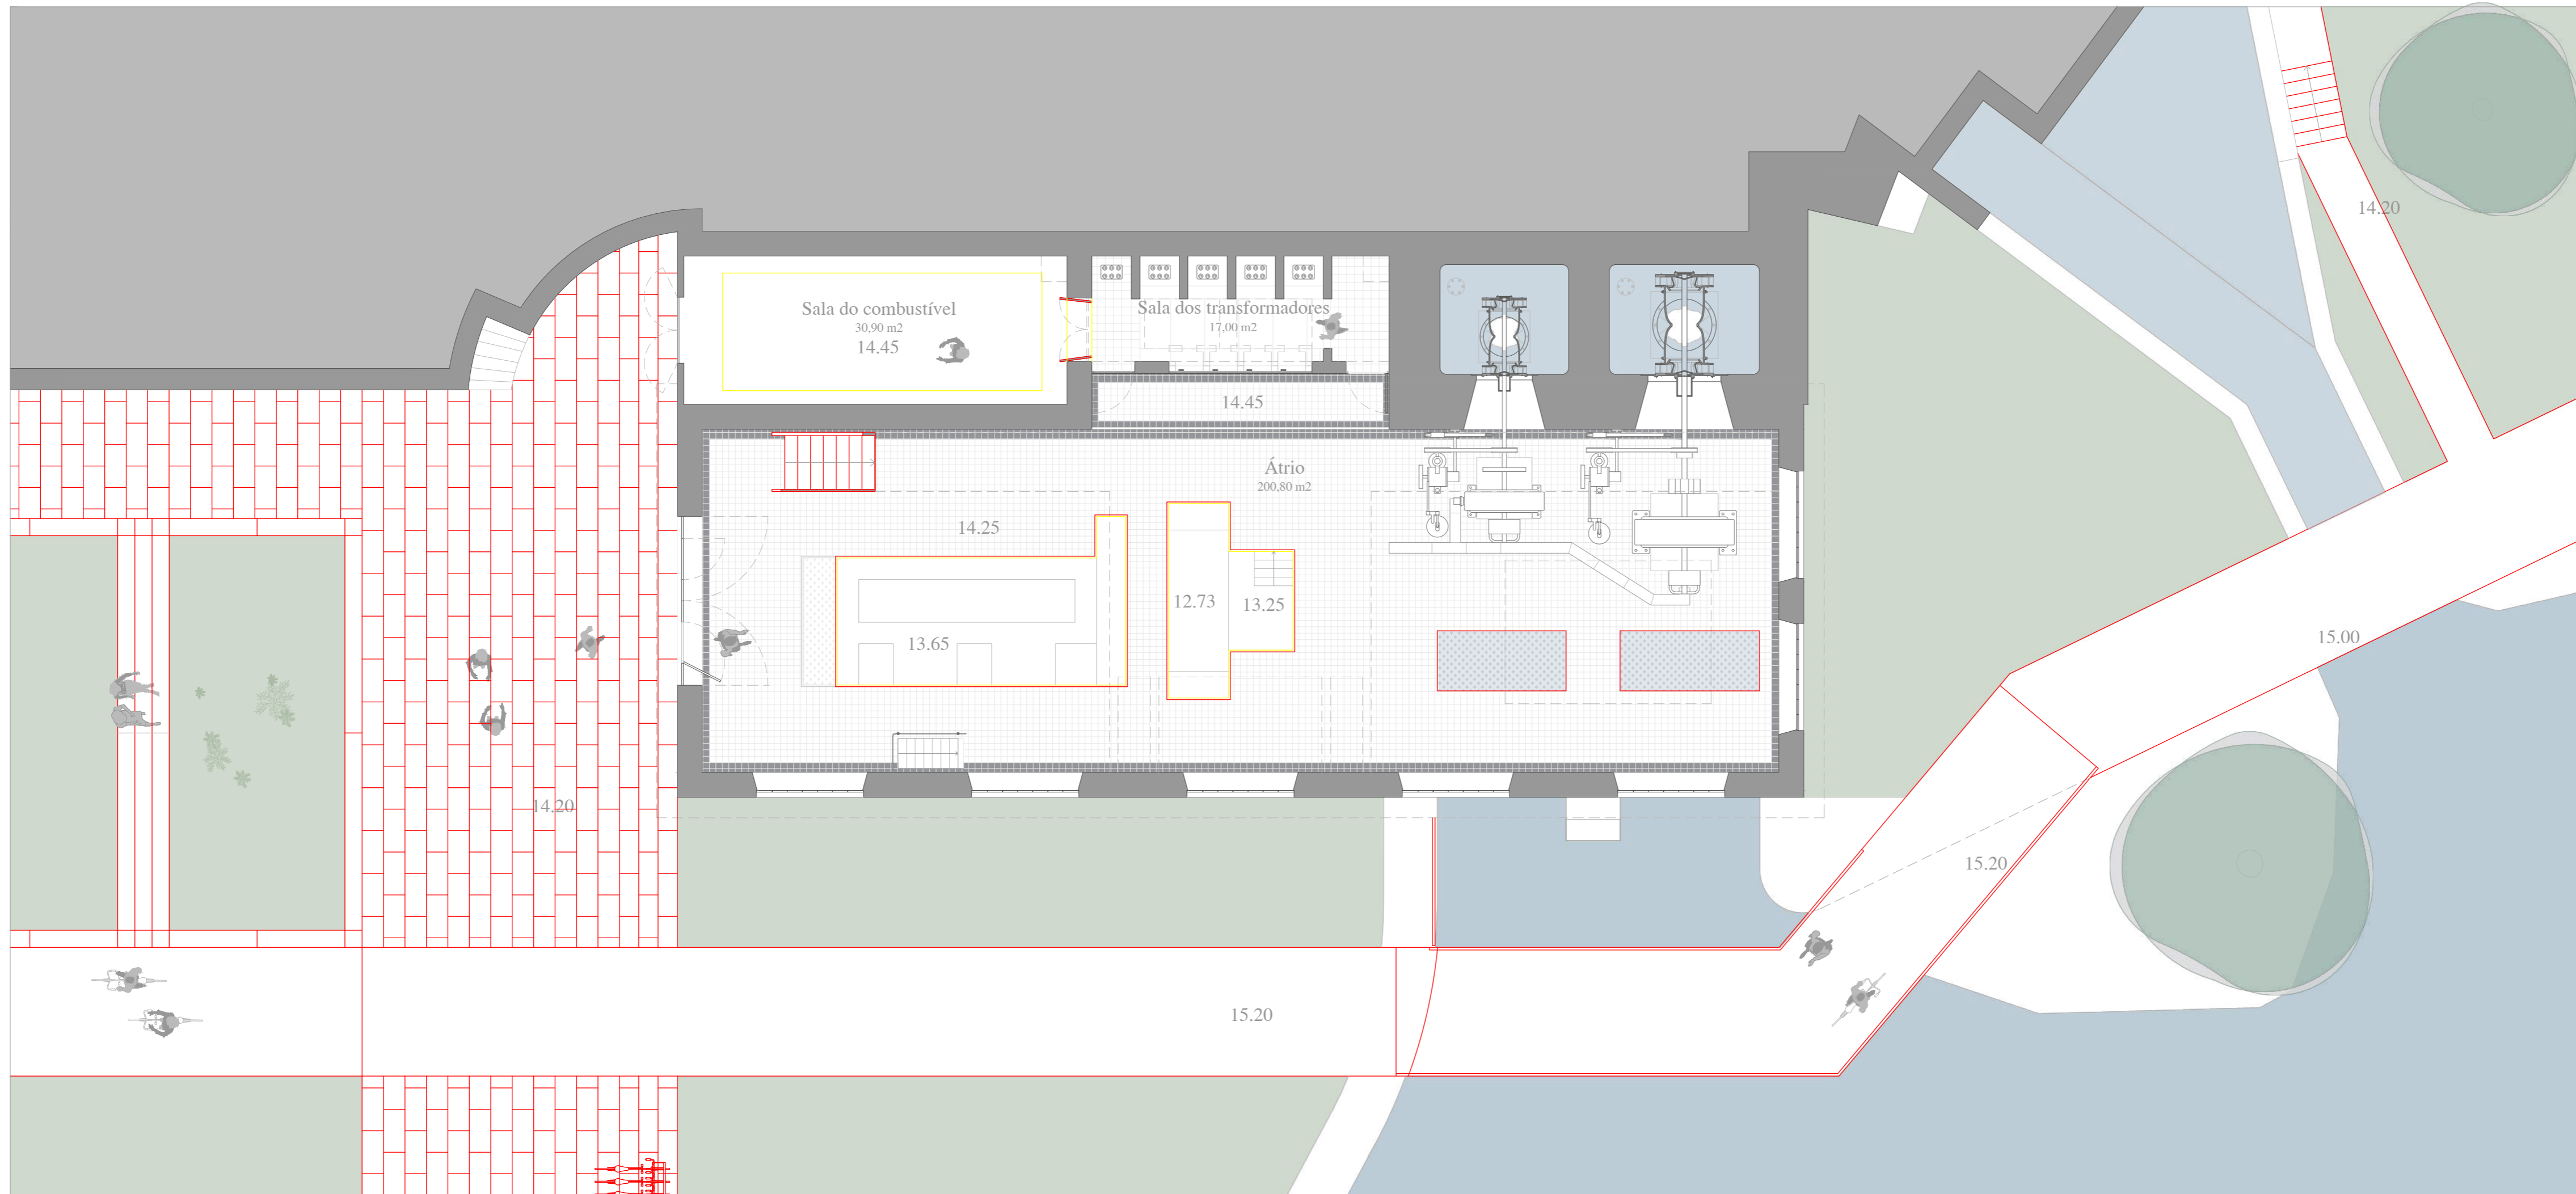 14.20
Sala do combustível
30,90 m2
14.45
Sala dos transformadores
17,00 m2
14.45
Átrio
200,80 m2
14.25
12.73
13.25
13.65
15.00
14.20
15.20
15.20